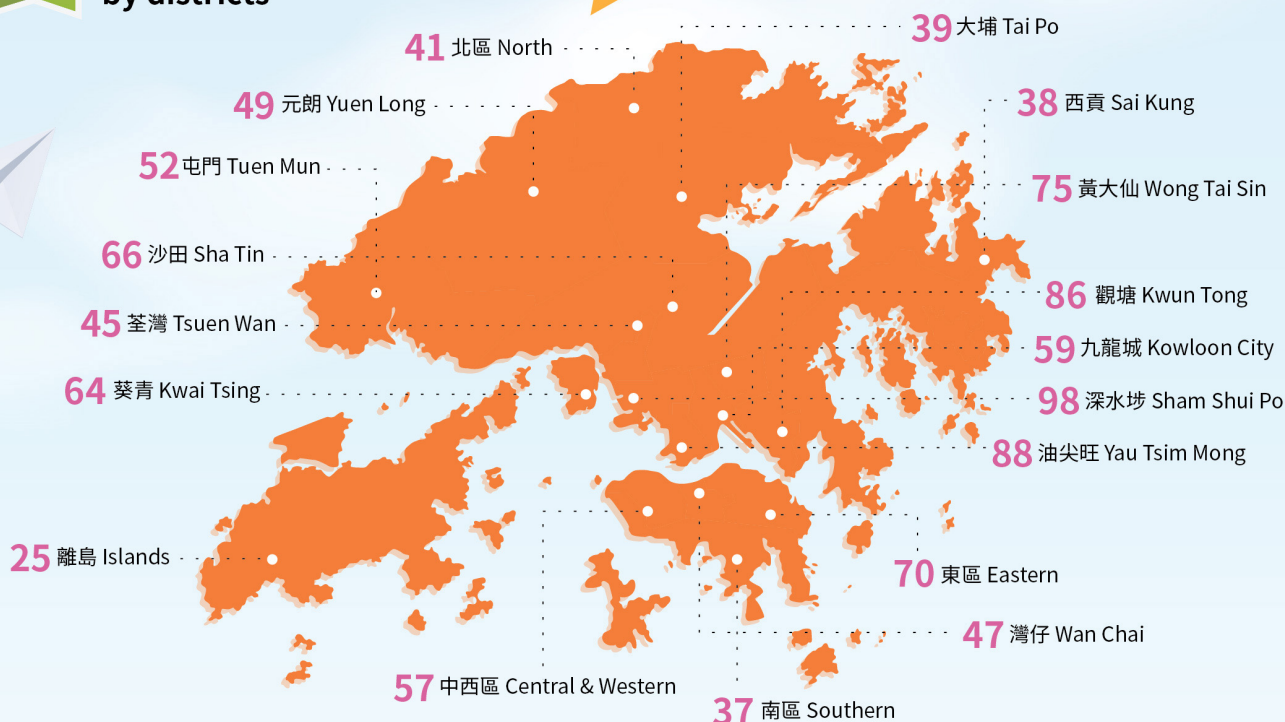 by districts
39 大埔 Tai Po
41 北區 North
49 元朗 Yuen Long
38 西貢 Sai Kung
52 屯門 Tuen Mun
75 黃大仙 Wong Tai Sin
66 沙田 Sha Tin
86 觀塘 Kwun Tong
45 荃灣 Tsuen Wan
59 九龍城 Kowloon City
64 葵青 Kwai Tsing
98 深水埗 Sham Shui Po
88 油尖旺 Yau Tsim Mong
25 離島 Islands
70 東區 Eastern
47 灣仔 Wan Chai
57 中西區 Central & Western
37 南區 Southern